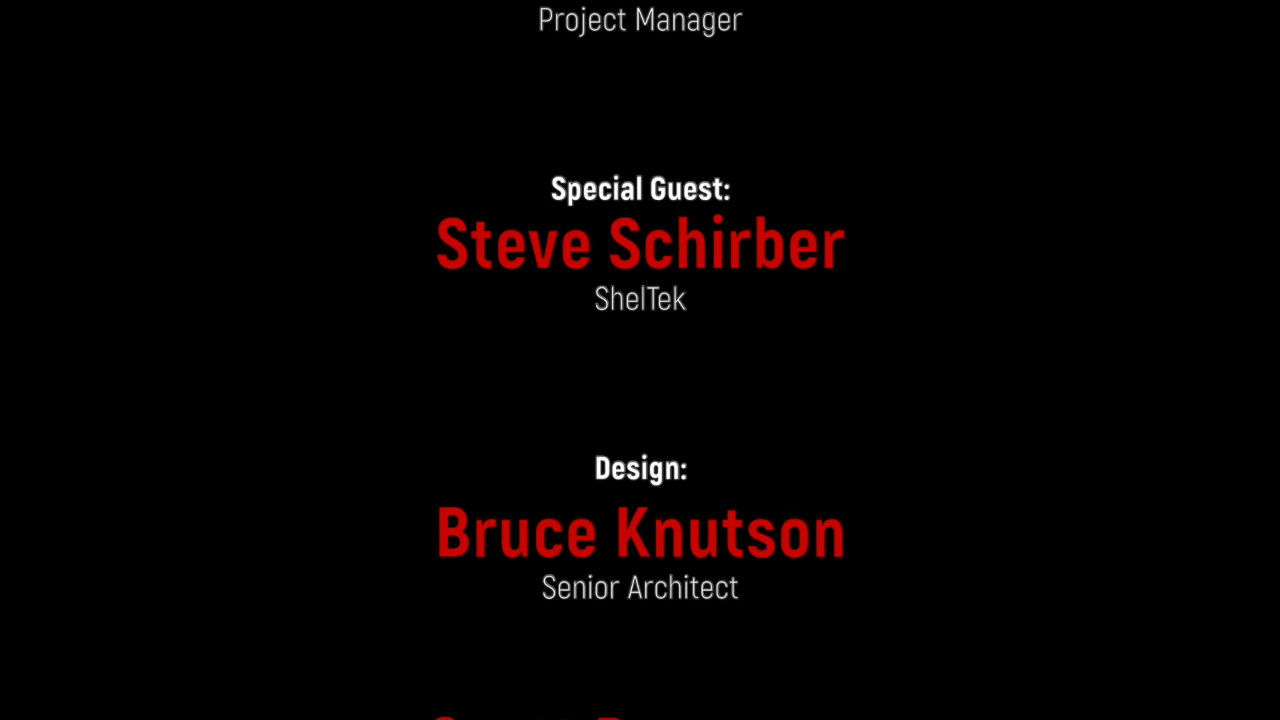 Project Manager
Special Guest:
Steve Schirber
ShelTek
Design:
Bruce Knutson
Senior Architect